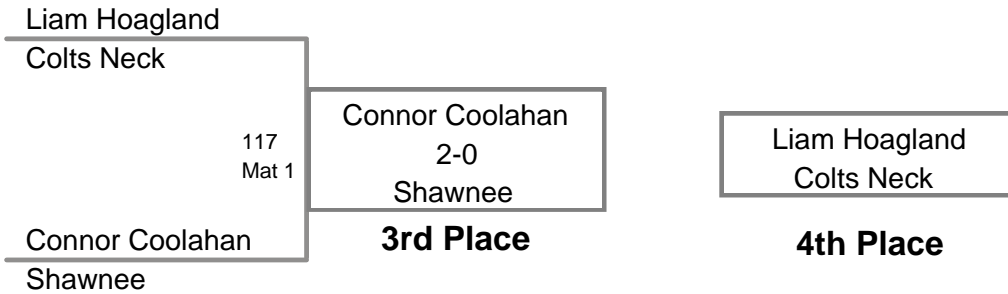 Liam Hoagland
Colts Neck
117
Mat 1
Connor Coolahan
Shawnee
Connor Coolahan
2-0
Shawnee
3rd Place
Liam Hoagland
Colts Neck
4th Place